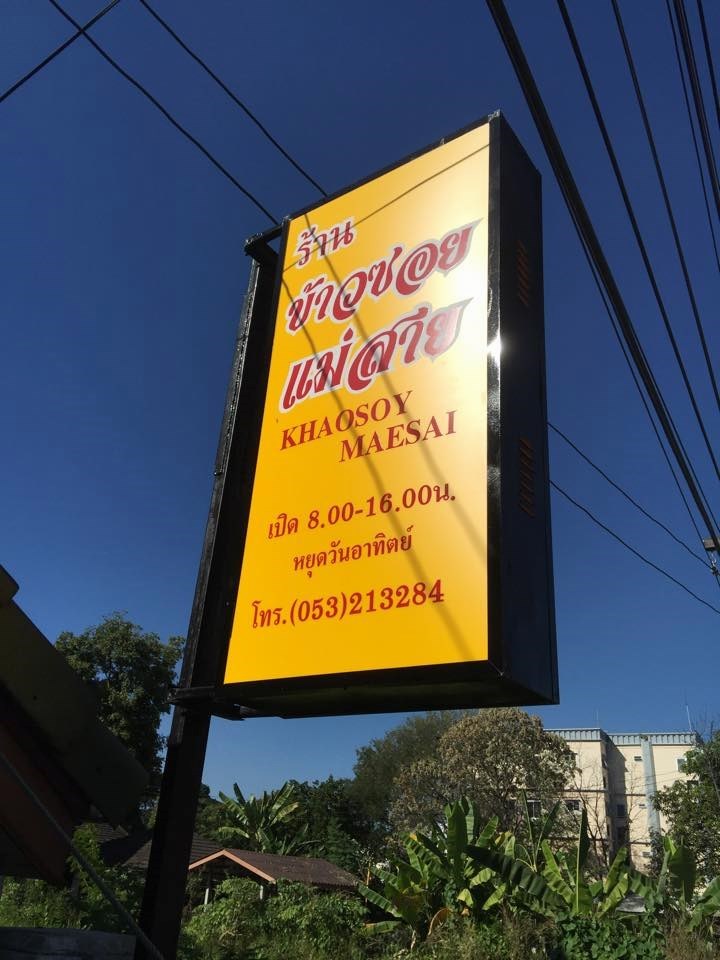 ร้าน
ข้าวซอย
แม่สาย
KHAOSOY
MAESAI
เปิด 8.00-16.00น.
หยุดวันอาทิตย์
โทร.(053)213284